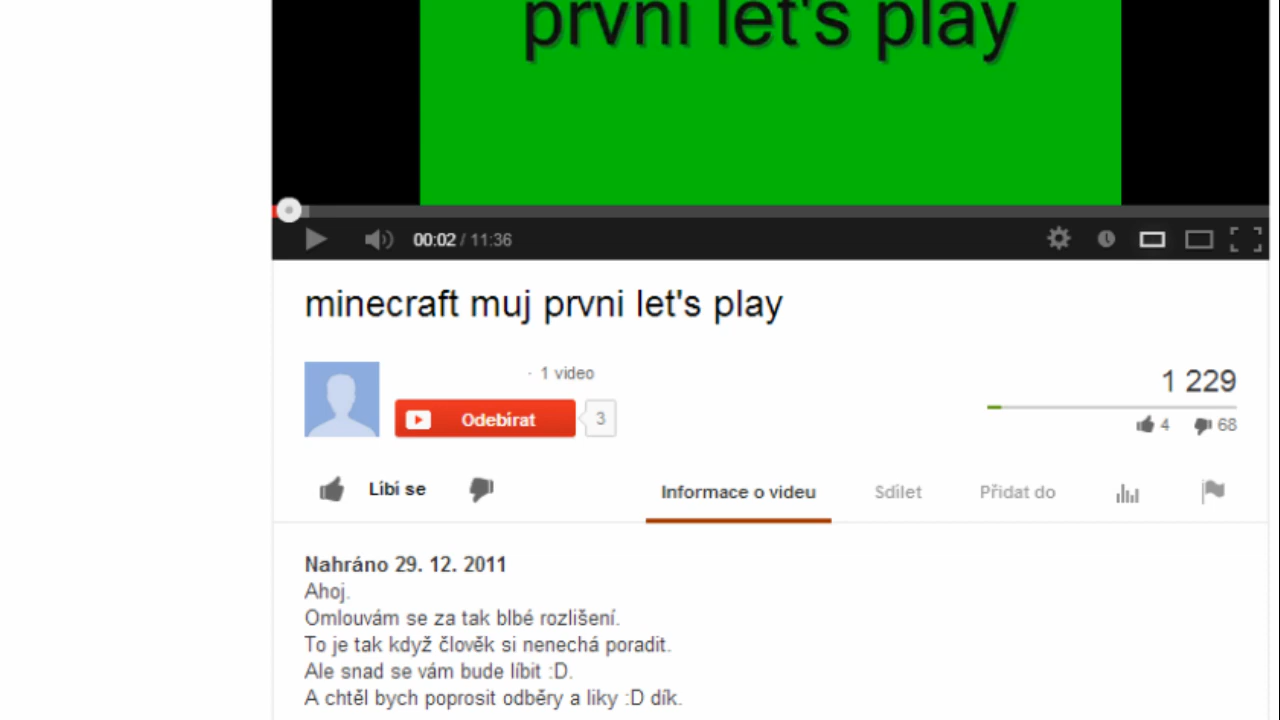 první let's play
00:02 / 11:36
minecraft muj prvni let's play
· 1 video
Odebírat 3
1 229
4 68
Líbí se
Informace o videu Sdílet Přidat do
Nahráno 29. 12. 2011
Ahoj.
Omlouvám se za tak blbé rozlišení.
To je tak když člověk si nenechá poradit.
Ale snad se vám bude líbit :D.
A chtěl bych poprosit odběry a liky :D dík.